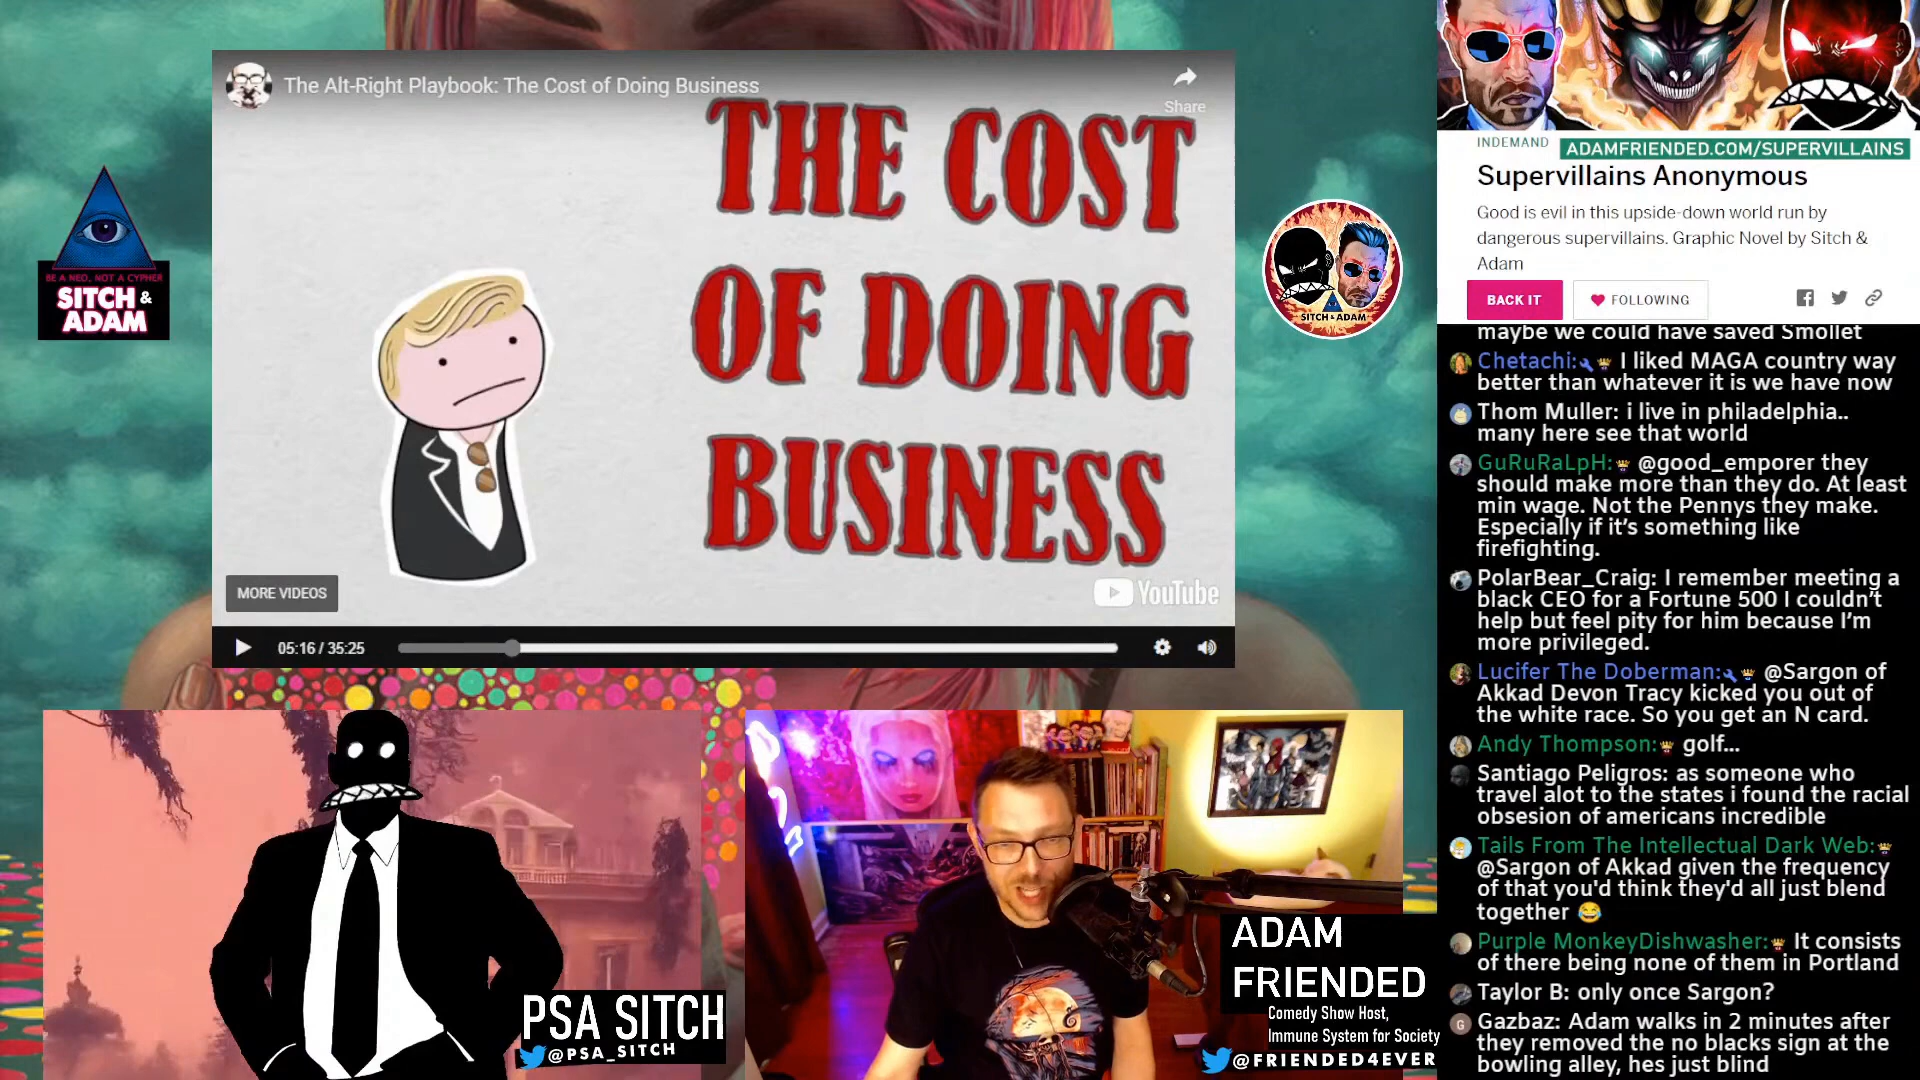 The Alt-Right Playbook: The Cost of Doing Business
Share
THE COST
OF DOING
BUSINESS
MORE VIDEOS
YouTube
05:16 / 35:25
BE A NEO, NOT A CYPHER
SITCH &
ADAM
SITCH & ADAM
INDEMAND
ADAMFRIENDED.COM/SUPERVILLAINS
Supervillains Anonymous
Good is evil in this upside-down world run by
dangerous supervillains. Graphic Novel by Sitch &
Adam
BACK IT
FOLLOWING
maybe we could have saved Smollet
Chetachi: I liked MAGA country way
better than whatever it is we have now
Thom Muller: i live in philadelphia..
many here see that world
GuRuRaLpH: @good_emporer they
should make more than they do. At least
min wage. Not the Pennys they make.
Especially if it's something like
firefighting.
PolarBear_Craig: I remember meeting a
black CEO for a Fortune 500 I couldn't
help but feel pity for him because I'm
more privileged.
Lucifer The Doberman: @Sargon of
Akkad Devon Tracy kicked you out of
the white race. So you get an N card.
Andy Thompson: golf...
Santiago Peligros: as someone who
travel alot to the states i found the racial
obsesion of americans incredible
Tails From The Intellectual Dark Web:
@Sargon of Akkad given the frequency
of that you'd think they'd all just blend
together 😂
Purple MonkeyDishwasher: It consists
of there being none of them in Portland
Taylor B: only once Sargon?
G
Gazbaz: Adam walks in 2 minutes after
they removed the no blacks sign at the
bowling alley, hes just blind
PSA SITCH
@PSA_SITCH
ADAM
FRIENDED
Comedy Show Host,
Immune System for Society
@FRIENDED4EVER